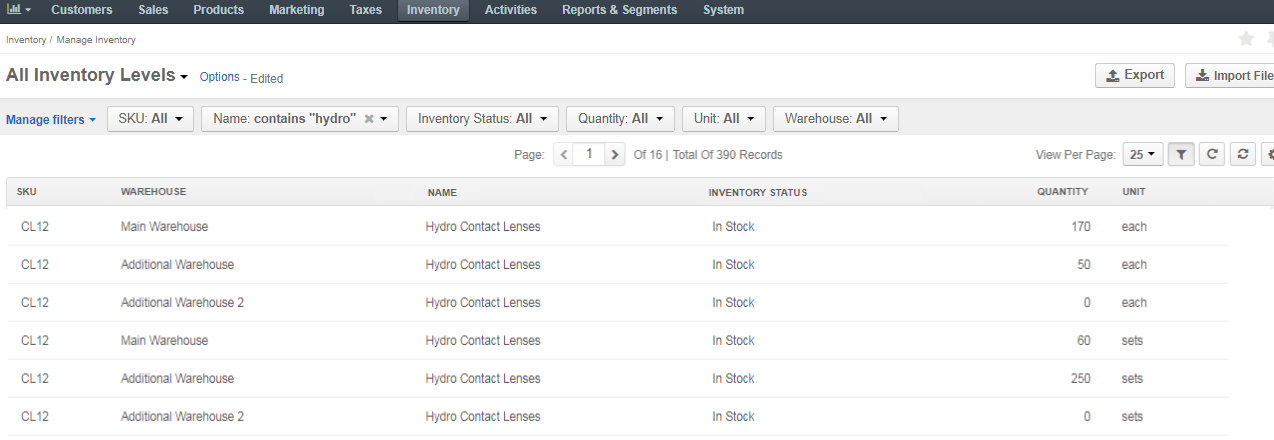 Customers Sales Products Marketing Taxes Inventory Activities Reports & Segments System
Inventory / Manage Inventory
All Inventory Levels Options - Edited Export Import File
Manage filters SKU: All Name: contains "hydro" Inventory Status: All Quantity: All Unit: All Warehouse: All
Page: 1 Of 16 | Total Of 390 Records View Per Page: 25
SKU WAREHOUSE NAME INVENTORY STATUS QUANTITY UNIT
CL12 Main Warehouse Hydro Contact Lenses In Stock 170 each
CL12 Additional Warehouse Hydro Contact Lenses In Stock 50 each
CL12 Additional Warehouse 2 Hydro Contact Lenses In Stock 0 each
CL12 Main Warehouse Hydro Contact Lenses In Stock 60 sets
CL12 Additional Warehouse Hydro Contact Lenses In Stock 250 sets
CL12 Additional Warehouse 2 Hydro Contact Lenses In Stock 0 sets